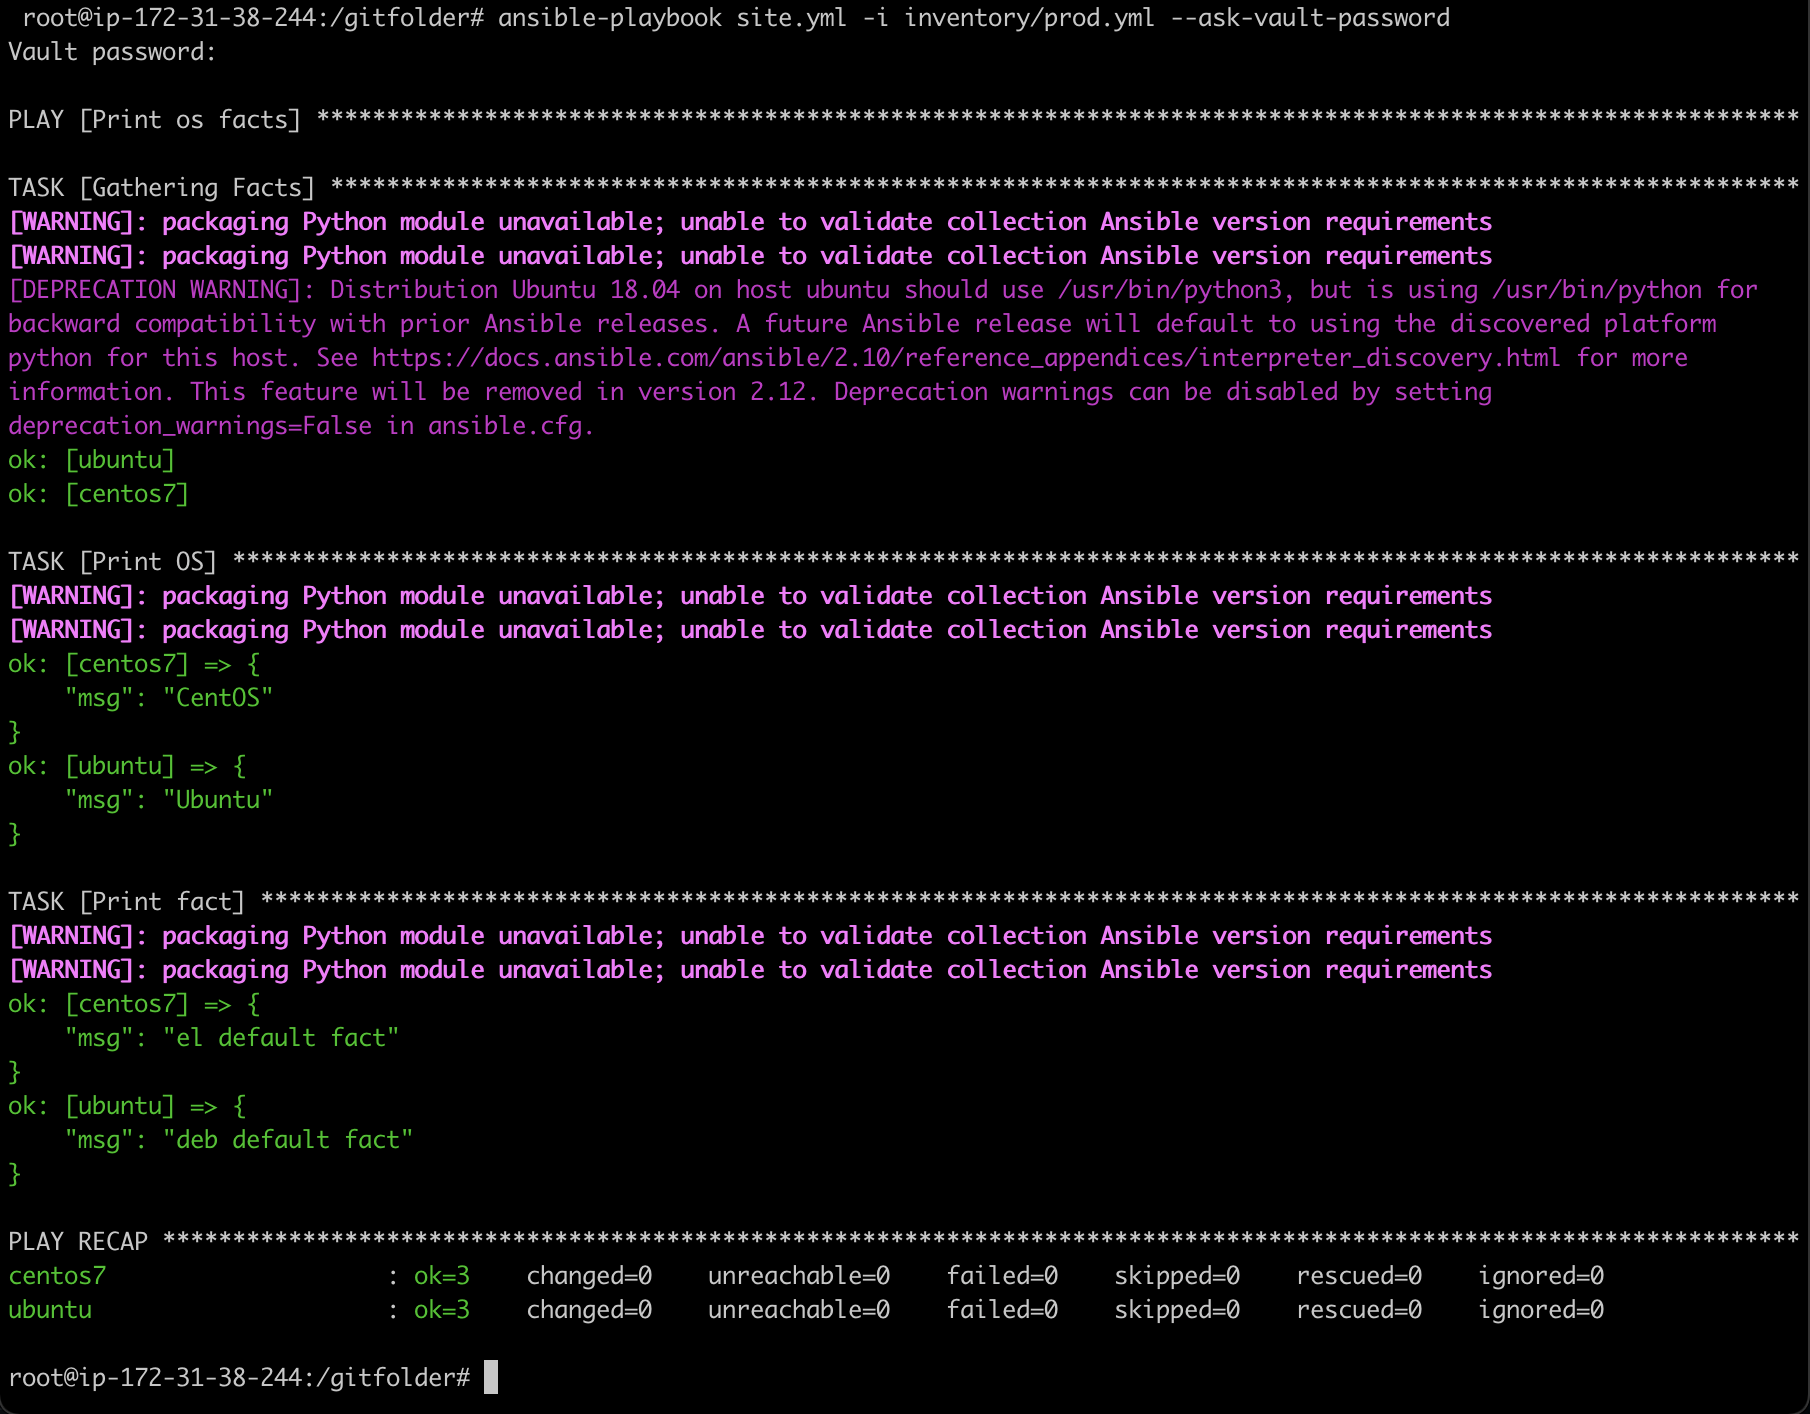 root@ip-172-31-38-244:/gitfolder# ansible-playbook site.yml -i inventory/prod.yml --ask-vault-password
Vault password:
PLAY [Print os facts] **********************************************************************************************************
TASK [Gathering Facts] *********************************************************************************************************
[WARNING]: packaging Python module unavailable; unable to validate collection Ansible version requirements
[WARNING]: packaging Python module unavailable; unable to validate collection Ansible version requirements
[DEPRECATION WARNING]: Distribution Ubuntu 18.04 on host ubuntu should use /usr/bin/python3, but is using /usr/bin/python for
backward compatibility with prior Ansible releases. A future Ansible release will default to using the discovered platform
python for this host. See https://docs.ansible.com/ansible/2.10/reference_appendices/interpreter_discovery.html for more
information. This feature will be removed in version 2.12. Deprecation warnings can be disabled by setting
deprecation_warnings=False in ansible.cfg.
ok: [ubuntu]
ok: [centos7]
TASK [Print OS] ****************************************************************************************************************
[WARNING]: packaging Python module unavailable; unable to validate collection Ansible version requirements
[WARNING]: packaging Python module unavailable; unable to validate collection Ansible version requirements
ok: [centos7] => {
    "msg": "CentOS"
}
ok: [ubuntu] => {
    "msg": "Ubuntu"
}
TASK [Print fact] **************************************************************************************************************
[WARNING]: packaging Python module unavailable; unable to validate collection Ansible version requirements
[WARNING]: packaging Python module unavailable; unable to validate collection Ansible version requirements
ok: [centos7] => {
    "msg": "el default fact"
}
ok: [ubuntu] => {
    "msg": "deb default fact"
}
PLAY RECAP *********************************************************************************************************************
centos7                    : ok=3    changed=0    unreachable=0    failed=0    skipped=0    rescued=0    ignored=0
ubuntu                     : ok=3    changed=0    unreachable=0    failed=0    skipped=0    rescued=0    ignored=0
root@ip-172-31-38-244:/gitfolder#